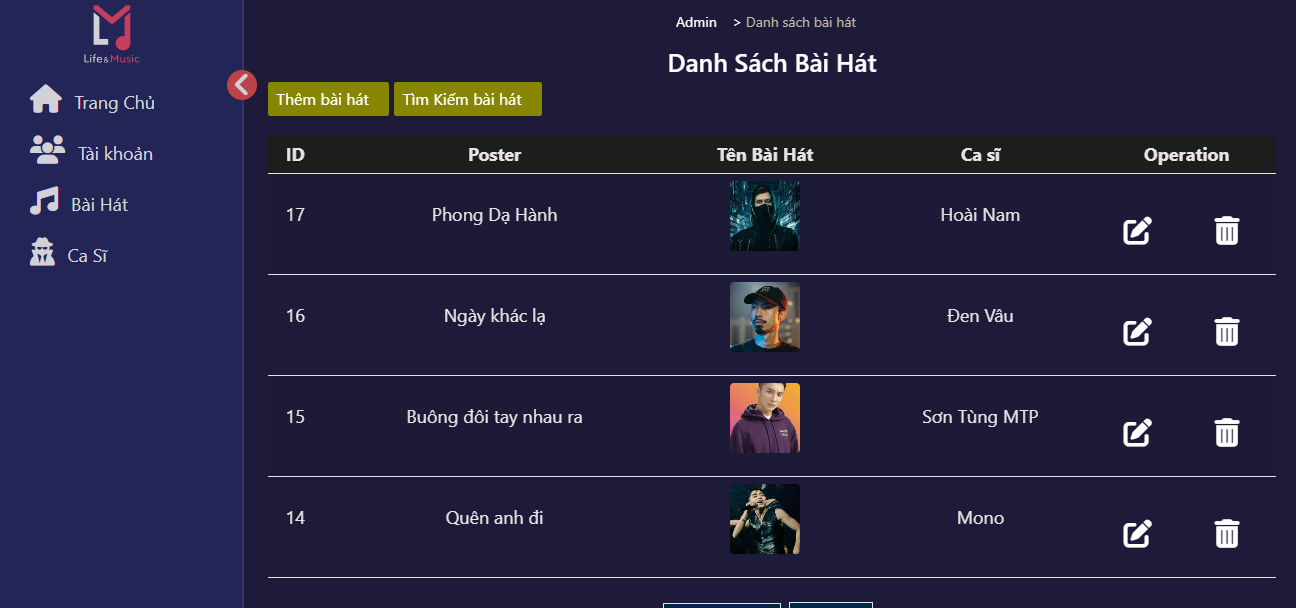 Life&Music
Trang Chủ
Tài khoản
Bài Hát
Ca Sĩ
Admin > Danh sách bài hát
Danh Sách Bài Hát
Thêm bài hát Tìm Kiếm bài hát
ID Poster Tên Bài Hát Ca sĩ Operation
17 Phong Dạ Hành Hoài Nam
16 Ngày khác lạ Đen Vâu
15 Buông đôi tay nhau ra Sơn Tùng MTP
14 Quên anh đi Mono